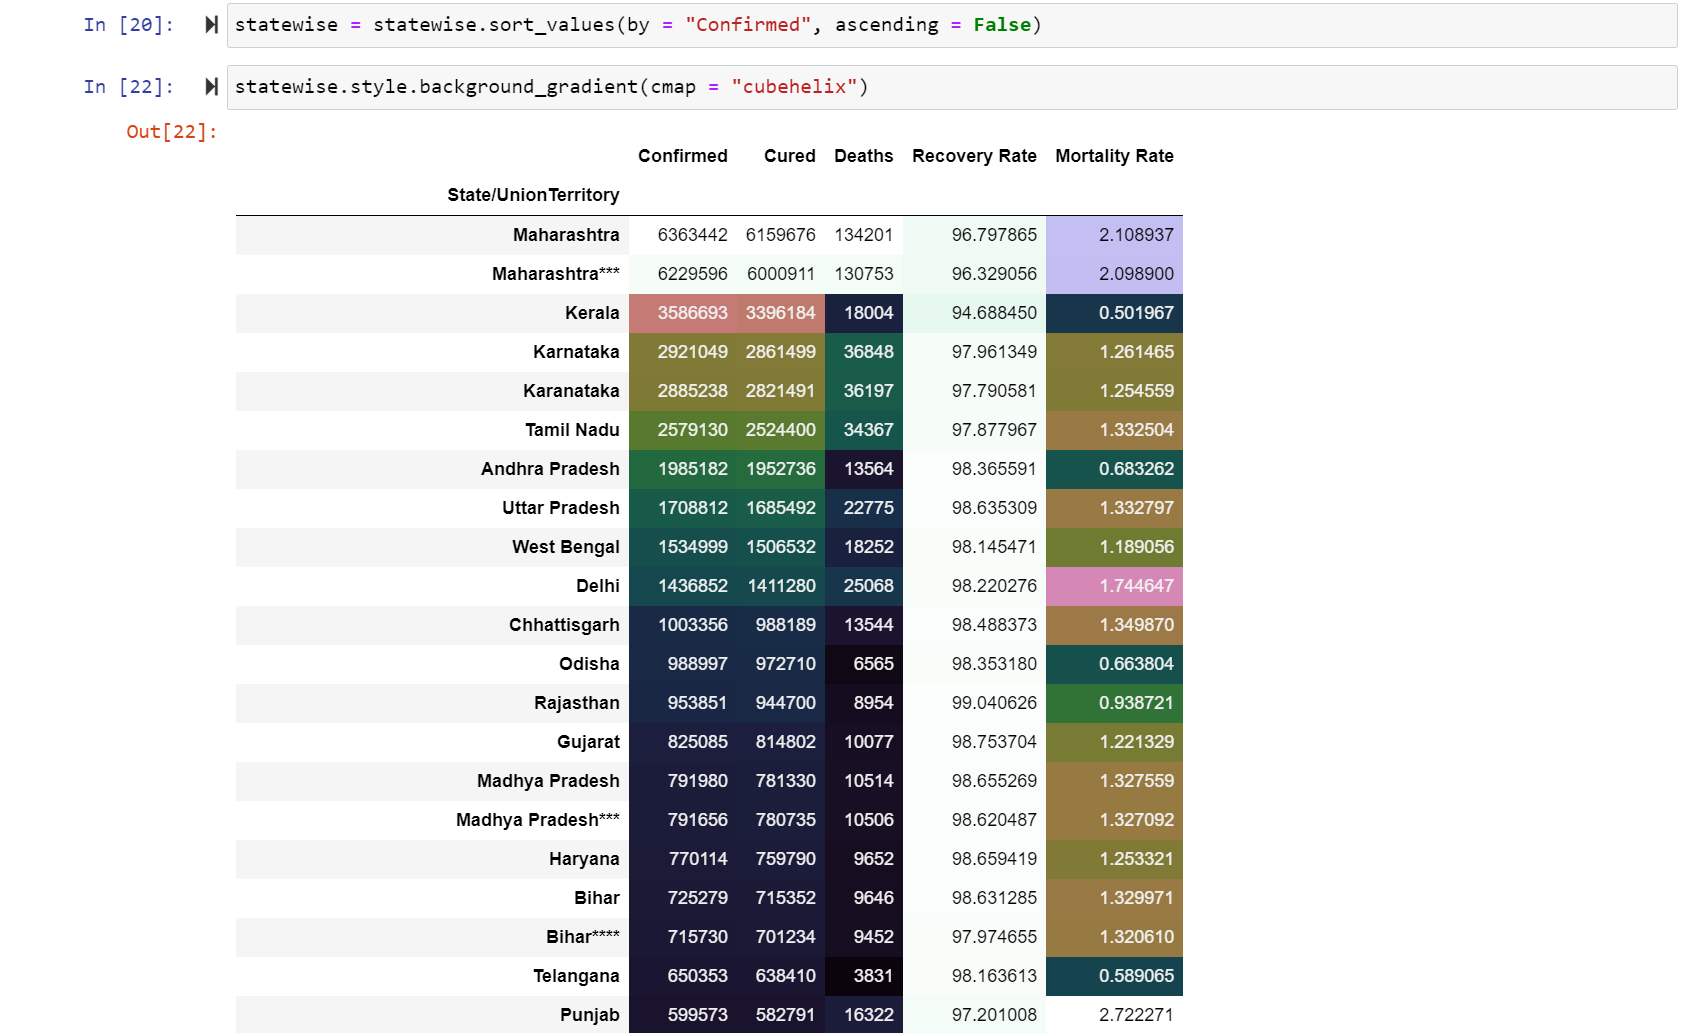 In [20]: statewise = statewise.sort_values(by = "Confirmed", ascending = False)
In [22]: statewise.style.background_gradient(cmap = "cubehelix")
Out[22]:
Confirmed Cured Deaths Recovery Rate Mortality Rate
State/UnionTerritory
Maharashtra 6363442 6159676 134201 96.797865 2.108937
Maharashtra*** 6229596 6000911 130753 96.329056 2.098900
Kerala 3586693 3396184 18004 94.688450 0.501967
Karnataka 2921049 2861499 36848 97.961349 1.261465
Karanataka 2885238 2821491 36197 97.790581 1.254559
Tamil Nadu 2579130 2524400 34367 97.877967 1.332504
Andhra Pradesh 1985182 1952736 13564 98.365591 0.683262
Uttar Pradesh 1708812 1685492 22775 98.635309 1.332797
West Bengal 1534999 1506532 18252 98.145471 1.189056
Delhi 1436852 1411280 25068 98.220276 1.744647
Chhattisgarh 1003356 988189 13544 98.488373 1.349870
Odisha 988997 972710 6565 98.353180 0.663804
Rajasthan 953851 944700 8954 99.040626 0.938721
Gujarat 825085 814802 10077 98.753704 1.221329
Madhya Pradesh 791980 781330 10514 98.655269 1.327559
Madhya Pradesh*** 791656 780735 10506 98.620487 1.327092
Haryana 770114 759790 9652 98.659419 1.253321
Bihar 725279 715352 9646 98.631285 1.329971
Bihar**** 715730 701234 9452 97.974655 1.320610
Telangana 650353 638410 3831 98.163613 0.589065
Punjab 599573 582791 16322 97.201008 2.722271